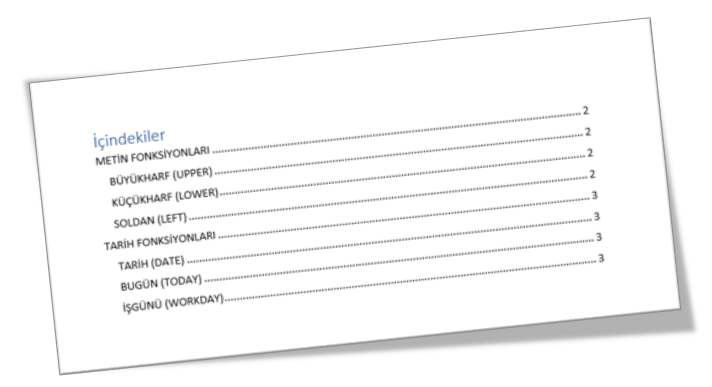 İçindekiler
METİN FONKSİYONLARI ........................................................................ 2
BÜYÜKHARF (UPPER) ........................................................................ 2
KÜÇÜKHARF (LOWER) ........................................................................ 2
SOLDAN (LEFT) ........................................................................ 2
TARİH FONKSİYONLARI ........................................................................ 3
TARİH (DATE) ........................................................................ 3
BUGÜN (TODAY) ........................................................................ 3
İŞGÜNÜ (WORKDAY) ........................................................................ 3